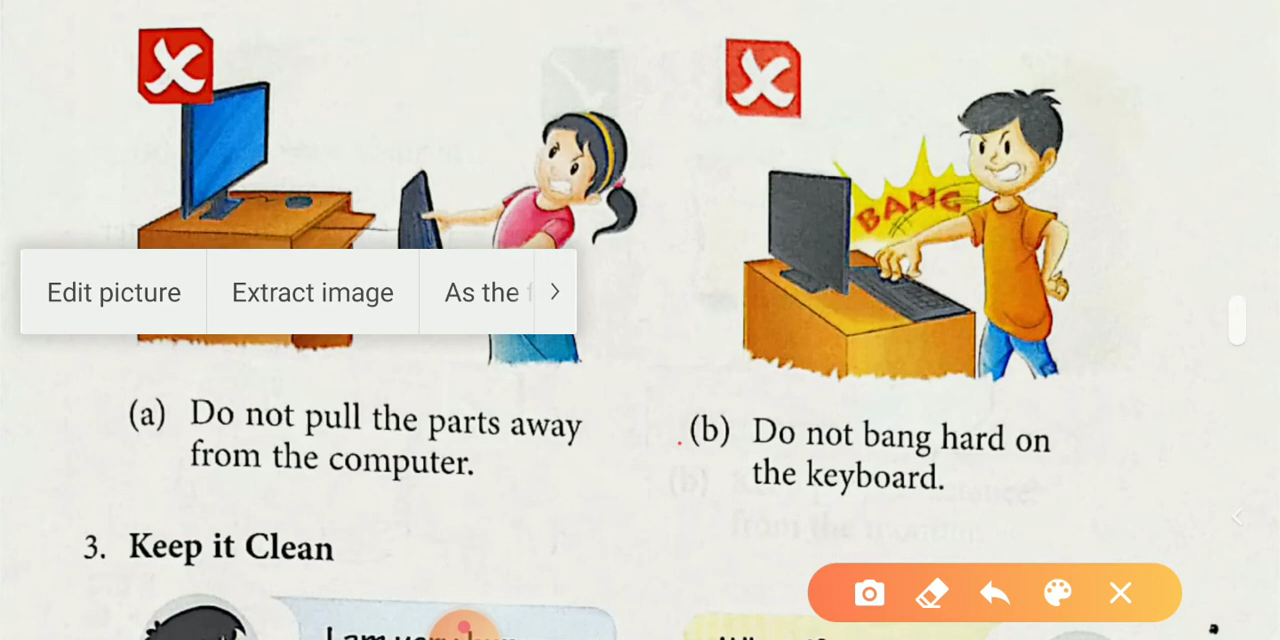 BANG
Edit picture
Extract image
As the
(a) Do not pull the parts away
from the computer.
(b) Do not bang hard on
the keyboard.
3. Keep it Clean
I am